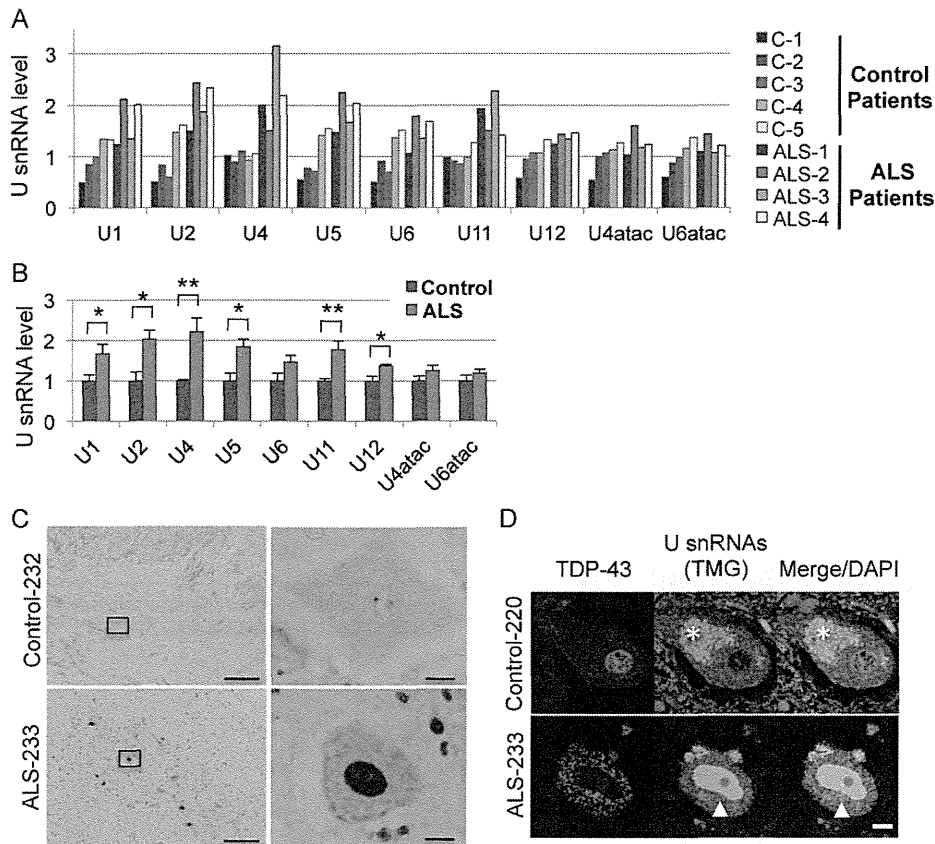 A
U snRNA level
3
2
1
0
U1 U2 U4 U5 U6 U11 U12 U4atac U6atac
C-1
C-2
C-3
C-4
C-5
Control
Patients
ALS-1
ALS-2
ALS-3
ALS-4
ALS
Patients
B
U snRNA level
3
2
1
0
* * ** * ** *
Control
ALS
U1 U2 U4 U5 U6 U11 U12 U4atac U6atac
C
Control-232
ALS-233
D
U snRNAs
TDP-43 (TMG) Merge/DAPI
Control-220
* *
ALS-233